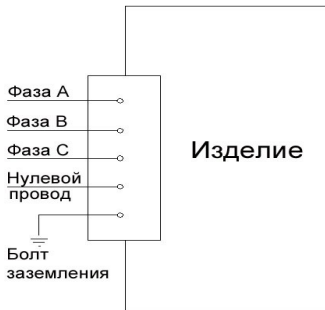 Фаза А
Фаза В
Фаза С
Нулевой
провод
Болт
заземления
Изделие